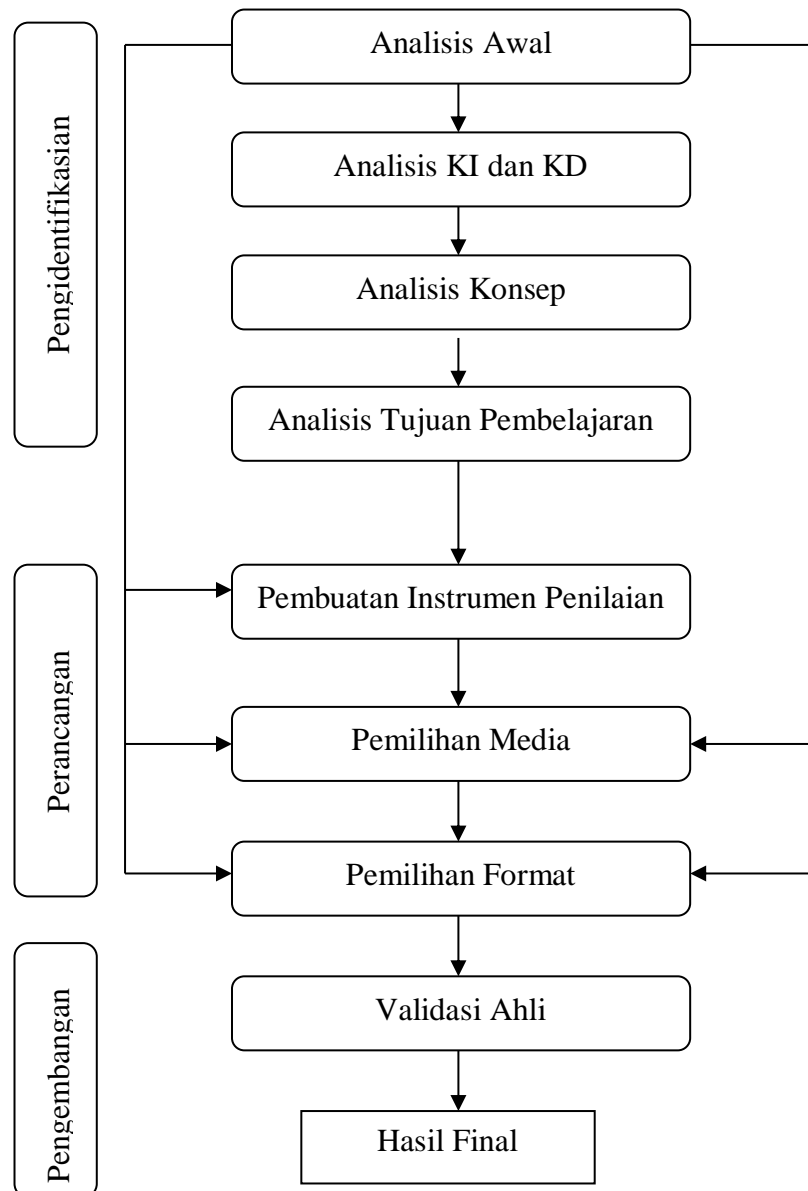 Pengidentifikasian
Analisis Awal
Analisis KI dan KD
Analisis Konsep
Analisis Tujuan Pembelajaran
Perancangan
Pembuatan Instrumen Penilaian
Pemilihan Media
Pemilihan Format
Pengembangan
Validasi Ahli
Hasil Final